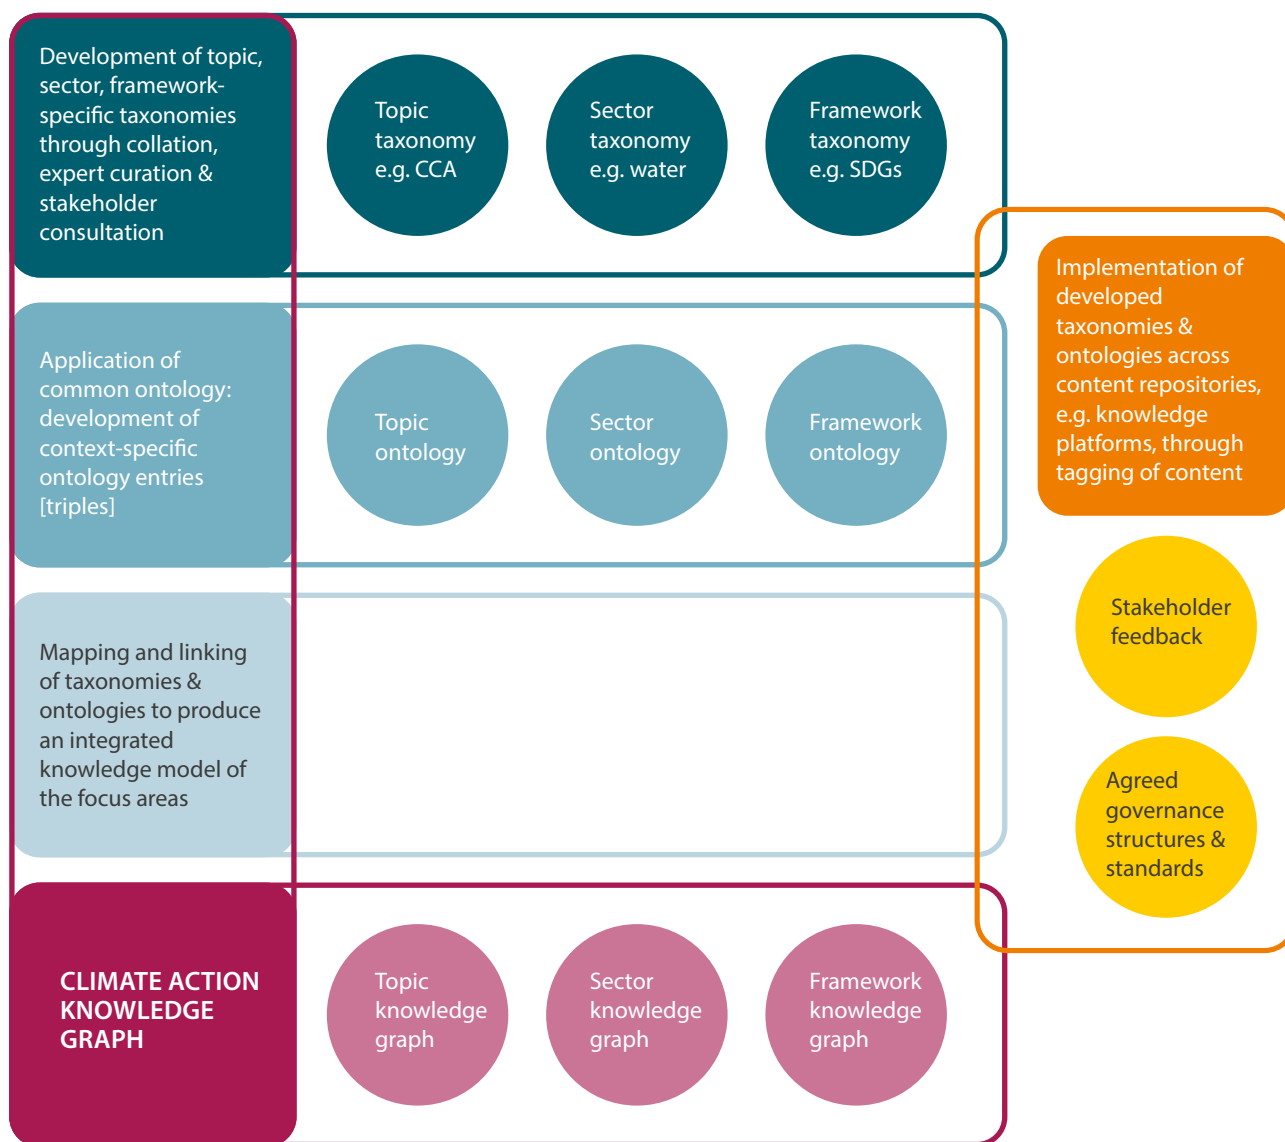 Development of topic,
sector, framework-
specific taxonomies
through collation,
expert curation &
stakeholder
consultation
Topic
taxonomy
e.g. CCA
Sector
taxonomy
e.g. water
Framework
taxonomy
e.g. SDGs
Application of
common ontology:
development of
context-specific
ontology entries
[triples]
Topic
ontology
Sector
ontology
Framework
ontology
Mapping and linking
of taxonomies &
ontologies to produce
an integrated
knowledge model of
the focus areas
CLIMATE ACTION
KNOWLEDGE
GRAPH
Topic
knowledge
graph
Sector
knowledge
graph
Framework
knowledge
graph
Implementation of
developed
taxonomies &
ontologies across
content repositories,
e.g. knowledge
platforms, through
tagging of content
Stakeholder
feedback
Agreed
governance
structures &
standards